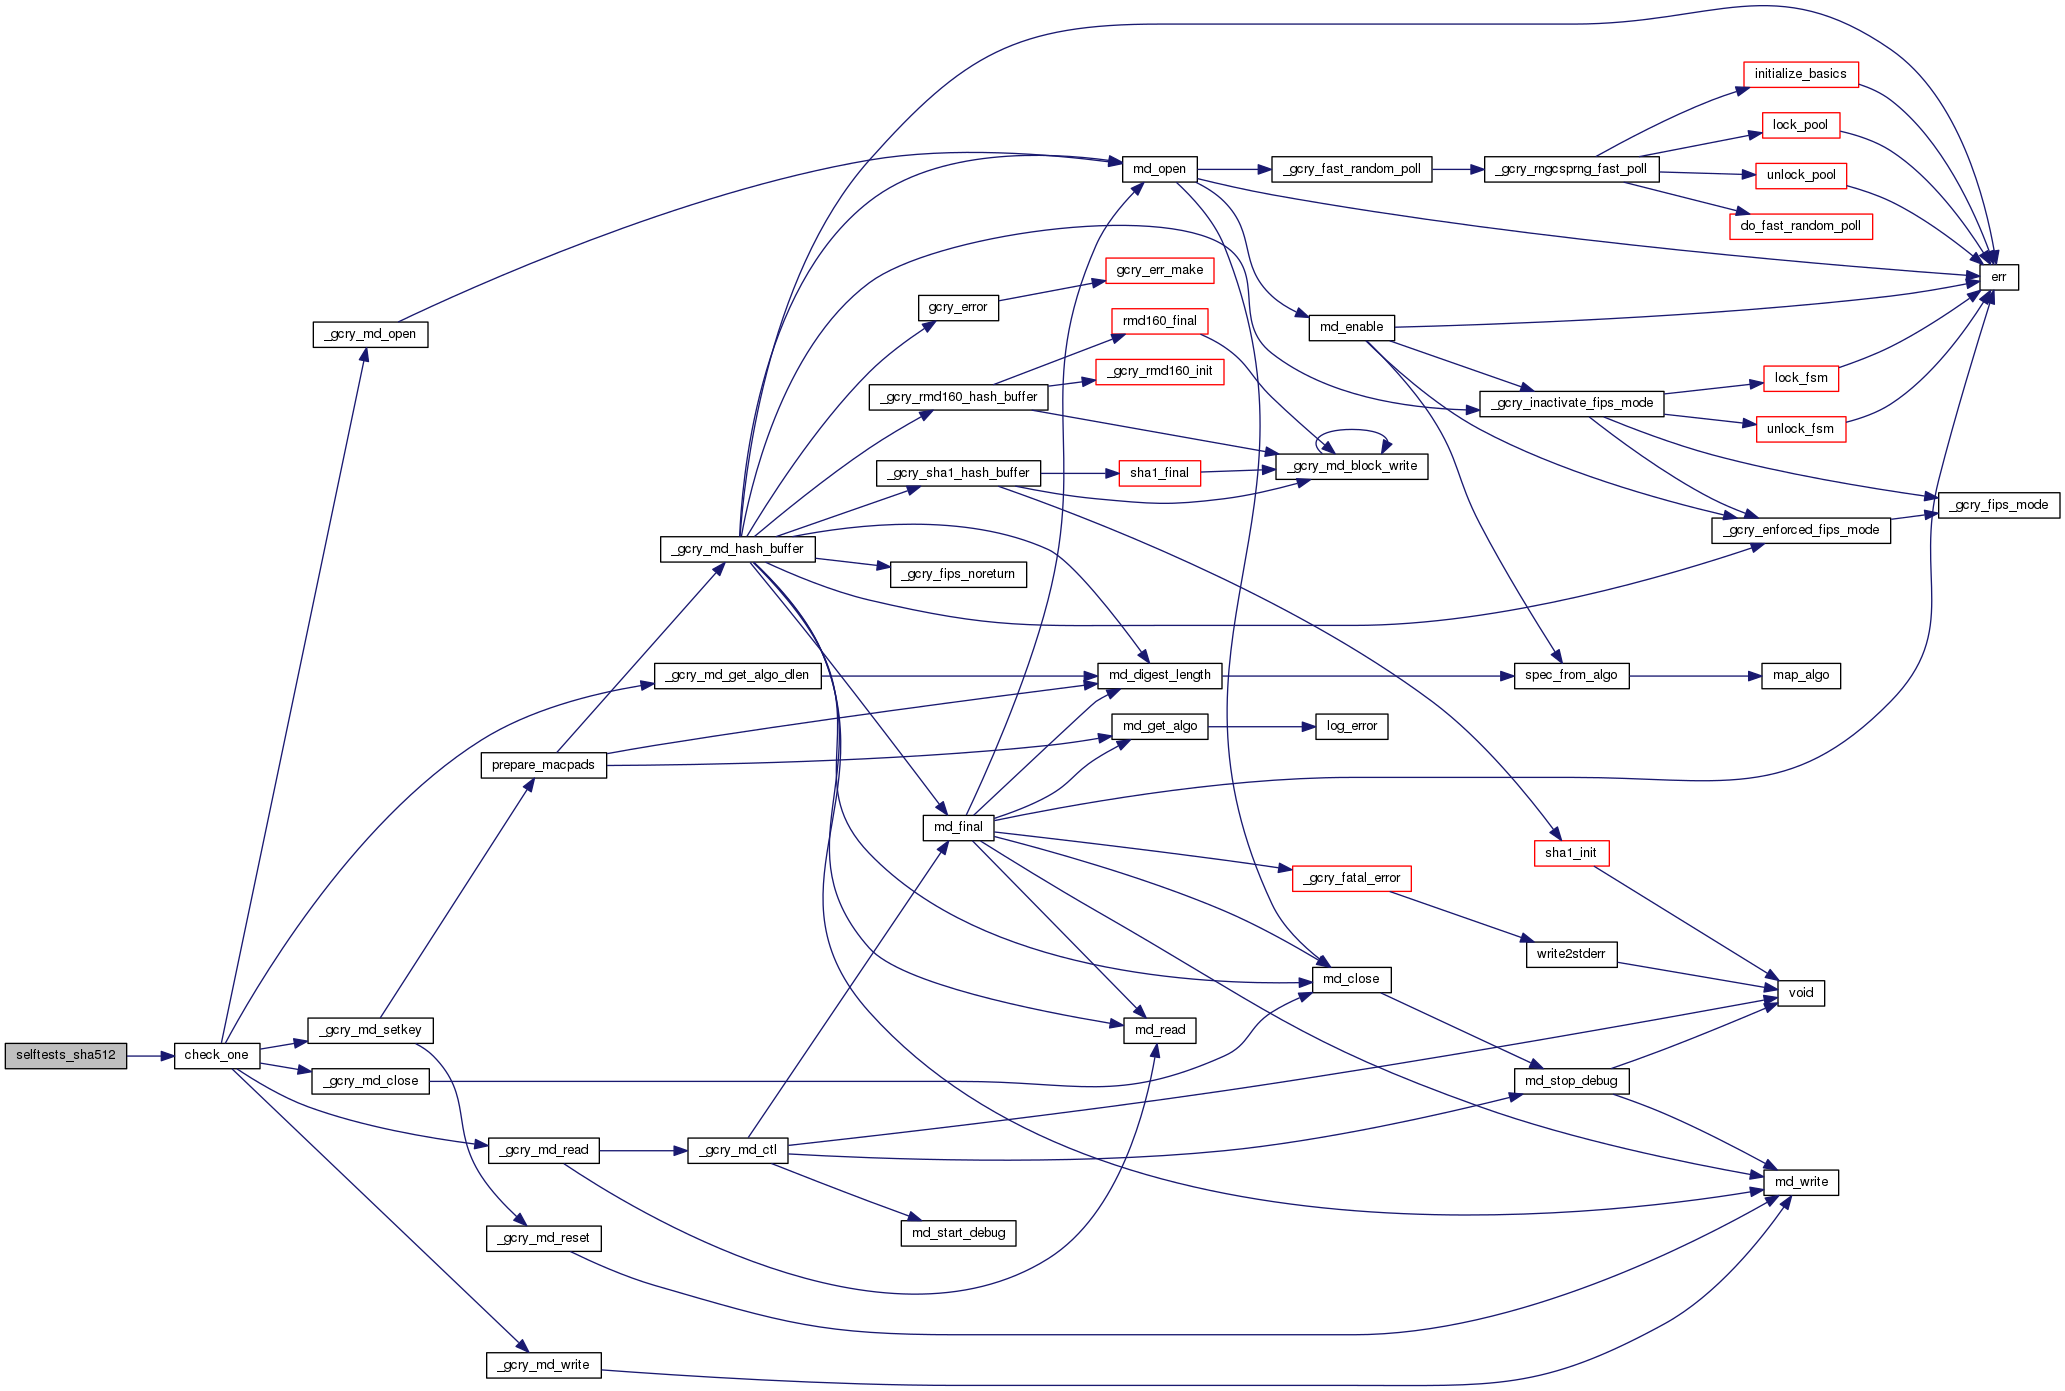 initialize_basics
lock_pool
md_open
_gcry_fast_random_poll
_gcry_rngcsprng_fast_poll
unlock_pool
do_fast_random_poll
gcry_err_make
err
gcry_error
rmd160_final
_gcry_md_open
md_enable
_gcry_rmd160_init
lock_fsm
_gcry_rmd160_hash_buffer
_gcry_inactivate_fips_mode
unlock_fsm
_gcry_sha1_hash_buffer
sha1_final
_gcry_md_block_write
_gcry_fips_mode
_gcry_enforced_fips_mode
_gcry_md_hash_buffer
_gcry_fips_noreturn
_gcry_md_get_algo_dlen
md_digest_length
spec_from_algo
map_algo
md_get_algo
log_error
prepare_macpads
md_final
sha1_init
_gcry_fatal_error
write2stderr
md_close
void
_gcry_md_setkey
md_read
selftests_sha512
check_one
_gcry_md_close
md_stop_debug
_gcry_md_read
_gcry_md_ctl
md_write
md_start_debug
_gcry_md_reset
_gcry_md_write